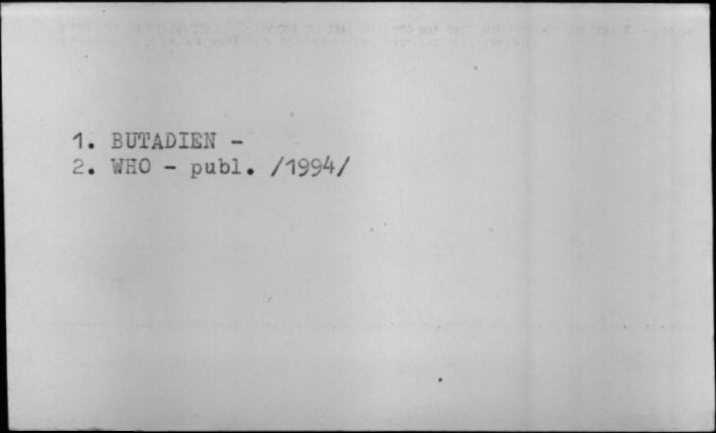 1. BUTADIEN -
2. WHO - publ. /1994/